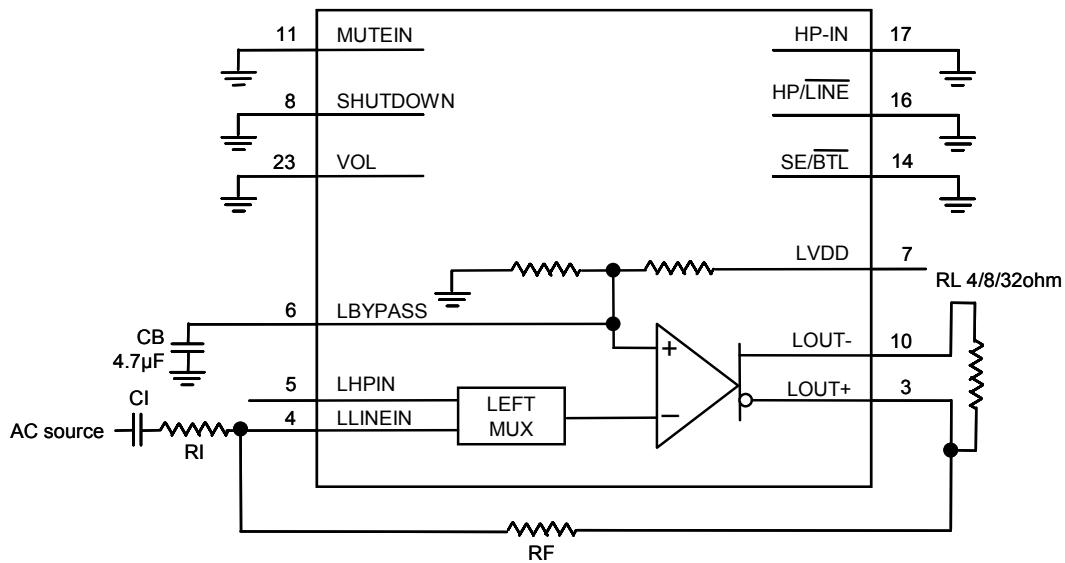 11 MUTEIN HP-IN 17
8 SHUTDOWN HP/LINE 16
23 VOL SE/BTL 14
LVDD 7
RL 4/8/32ohm
6 LBYPASS
CB
4.7µF
+
LOUT- 10
5 LHPIN
LOUT+ 3
CI
LEFT
MUX
−
AC source
4 LLINEIN
RI
RF